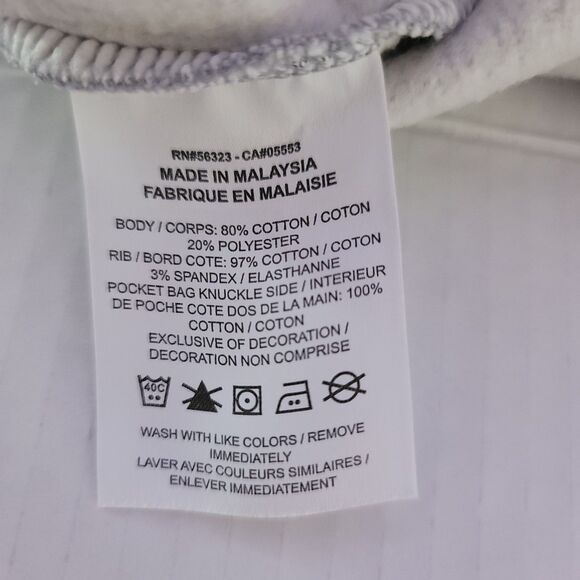 RN#56323 - CA#05553
MADE IN MALAYSIA
FABRIQUE EN MALAISIE
BODY / CORPS: 80% COTTON / COTON
20% POLYESTER
RIB / BORD COTE: 97% COTTON / COTON
3% SPANDEX / ELASTHANNE
POCKET BAG KNUCKLE SIDE / INTERIEUR
DE POCHE COTE DOS DE LA MAIN: 100%
COTTON / COTON
EXCLUSIVE OF DECORATION /
DECORATION NON COMPRISE
40C
WASH WITH LIKE COLORS / REMOVE
IMMEDIATELY
LAVER AVEC COULEURS SIMILAIRES /
ENLEVER IMMEDIATEMENT